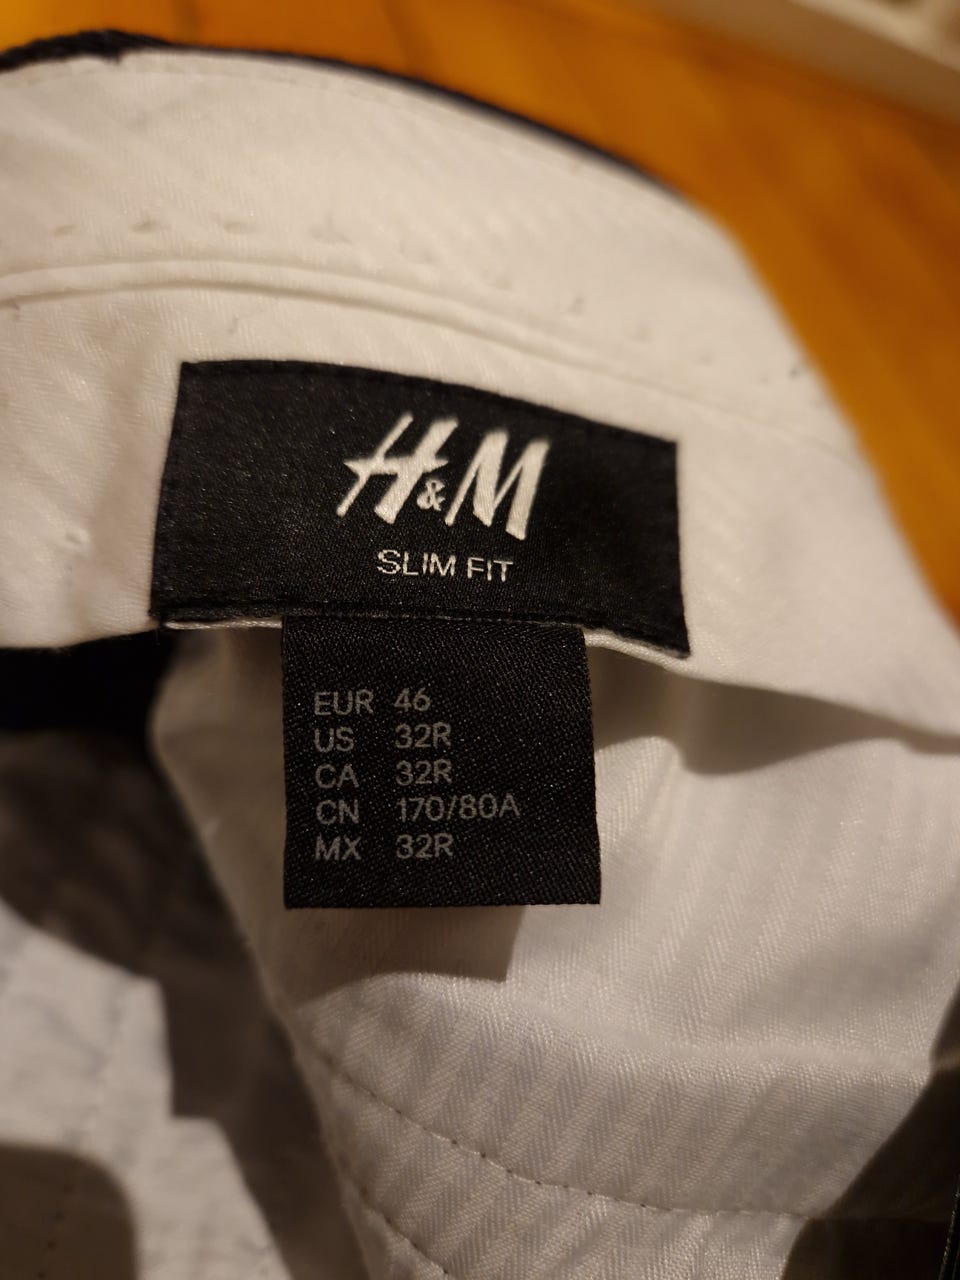 H&M
SLIM FIT
EUR 46
US 32R
CA 32R
CN 170/80A
MX 32R